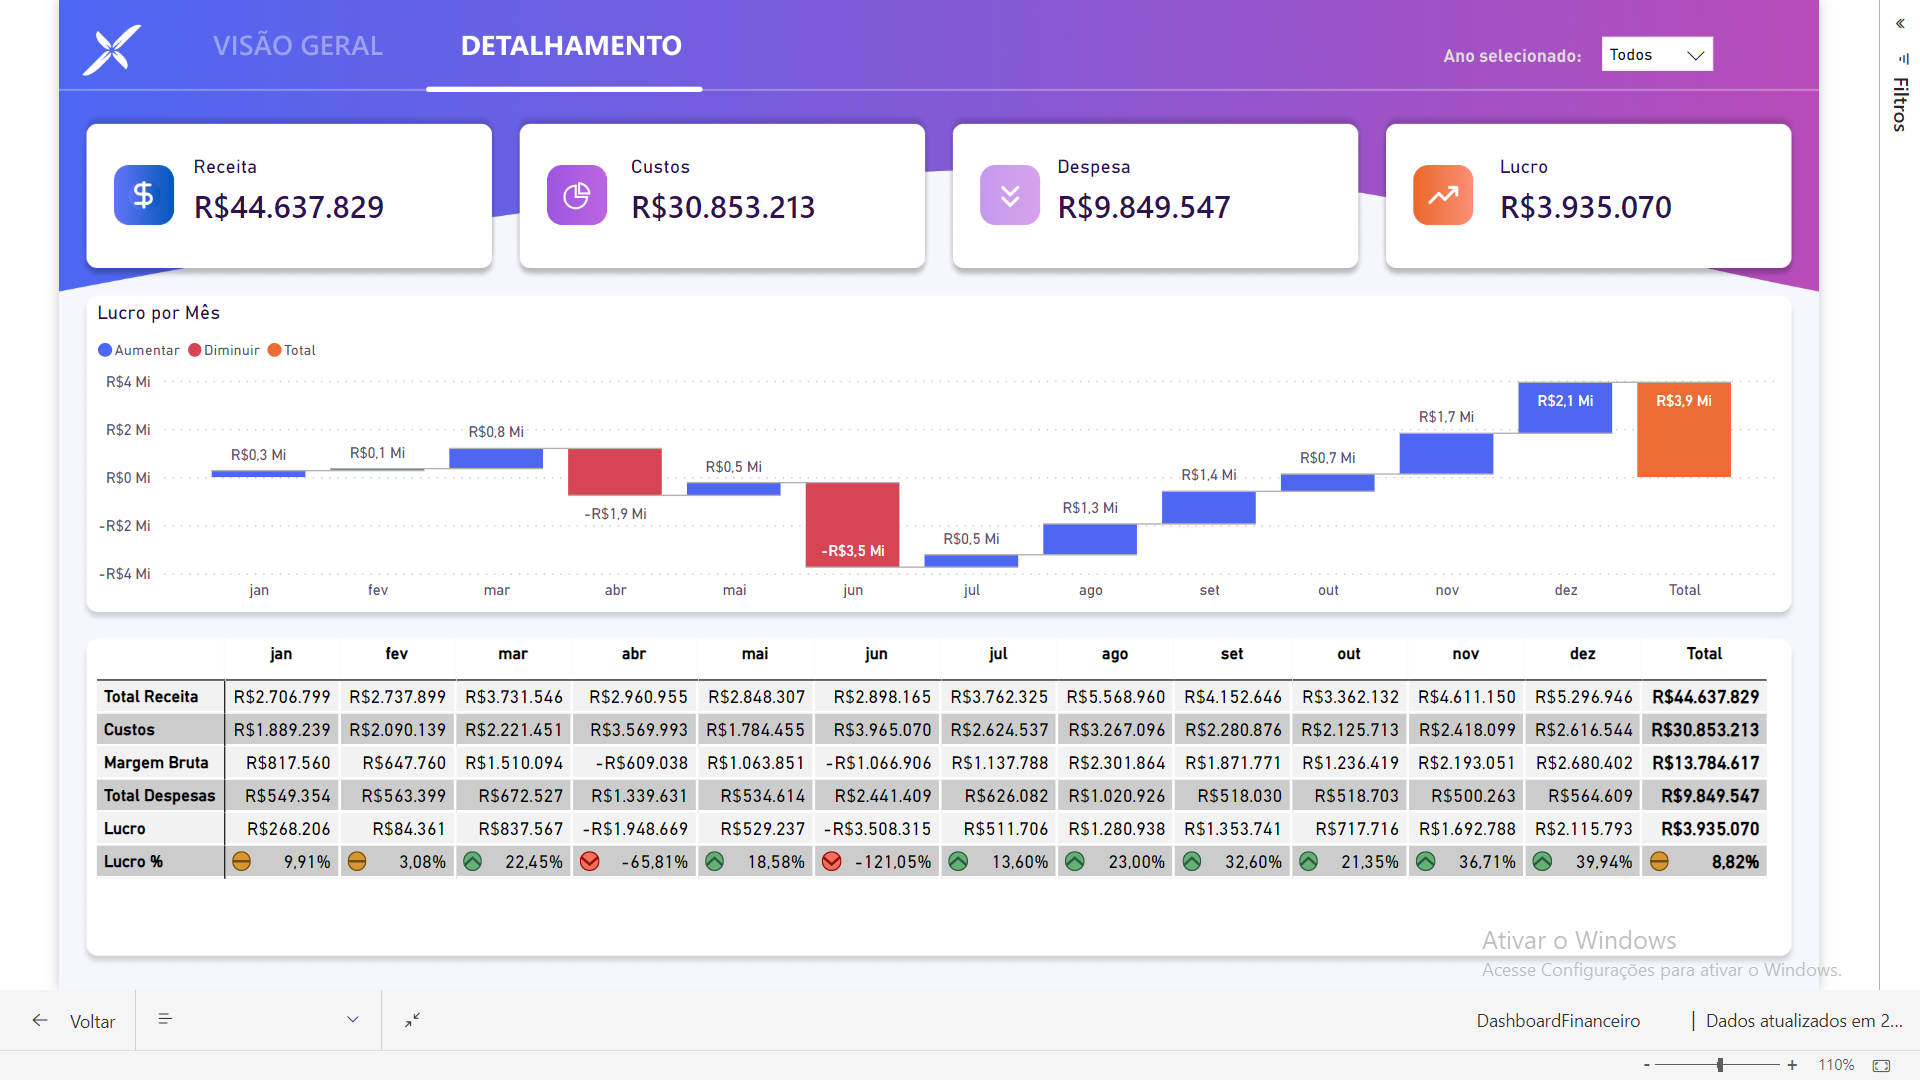 VISÃO GERAL
DETALHAMENTO
Ano selecionado:
Todos
Filtros
Receita
R$44.637.829
Custos
R$30.853.213
Despesa
R$9.849.547
Lucro
R$3.935.070
Lucro por Mês
Aumentar Diminuir Total
R$4 Mi
R$2 Mi
R$0 Mi
-R$2 Mi
-R$4 Mi
R$0,3 Mi
R$0,1 Mi
R$0,8 Mi
-R$1,9 Mi
R$0,5 Mi
-R$3,5 Mi
R$0,5 Mi
R$1,3 Mi
R$1,4 Mi
R$0,7 Mi
R$1,7 Mi
R$2,1 Mi
R$3,9 Mi
jan fev mar abr mai jun jul ago set out nov dez Total
jan fev mar abr mai jun jul ago set out nov dez Total
Total Receita R$2.706.799 R$2.737.899 R$3.731.546 R$2.960.955 R$2.848.307 R$2.898.165 R$3.762.325 R$5.568.960 R$4.152.646 R$3.362.132 R$4.611.150 R$5.296.946 R$44.637.829
Custos R$1.889.239 R$2.090.139 R$2.221.451 R$3.569.993 R$1.784.455 R$3.965.070 R$2.624.537 R$3.267.096 R$2.280.876 R$2.125.713 R$2.418.099 R$2.616.544 R$30.853.213
Margem Bruta R$817.560 R$647.760 R$1.510.094 -R$609.038 R$1.063.851 -R$1.066.906 R$1.137.788 R$2.301.864 R$1.871.771 R$1.236.419 R$2.193.051 R$2.680.402 R$13.784.617
Total Despesas R$549.354 R$563.399 R$672.527 R$1.339.631 R$534.614 R$2.441.409 R$626.082 R$1.020.926 R$518.030 R$518.703 R$500.263 R$564.609 R$9.849.547
Lucro R$268.206 R$84.361 R$837.567 -R$1.948.669 R$529.237 -R$3.508.315 R$511.706 R$1.280.938 R$1.353.741 R$717.716 R$1.692.788 R$2.115.793 R$3.935.070
Lucro % 9,91% 3,08% 22,45% -65,81% 18,58% -121,05% 13,60% 23,00% 32,60% 21,35% 36,71% 39,94% 8,82%
Ativar o Windows
Acesse Configurações para ativar o Windows.
Voltar
DashboardFinanceiro | Dados atualizados em 2...
- + 110%